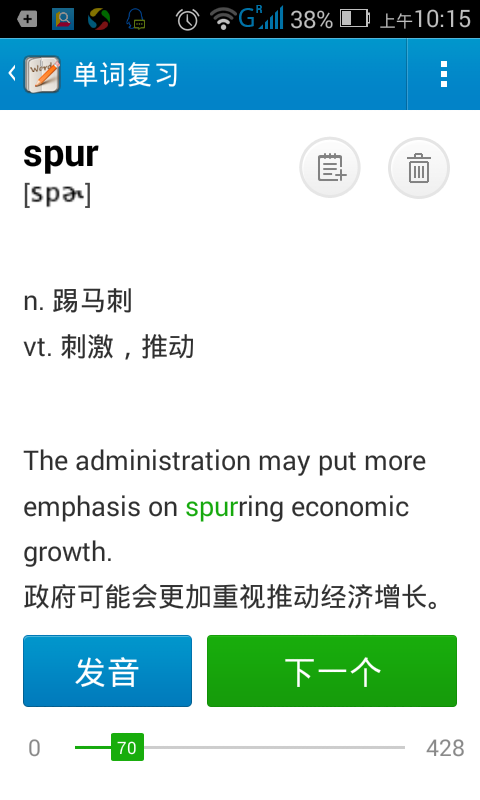 G R 38% 上午10:15
Words 单词复习
spur
[spɚ]
n. 踢马刺
vt. 刺激，推动
The administration may put more
emphasis on spurring economic
growth.
政府可能会更加重视推动经济增长。
发音 下一个
0 70 428